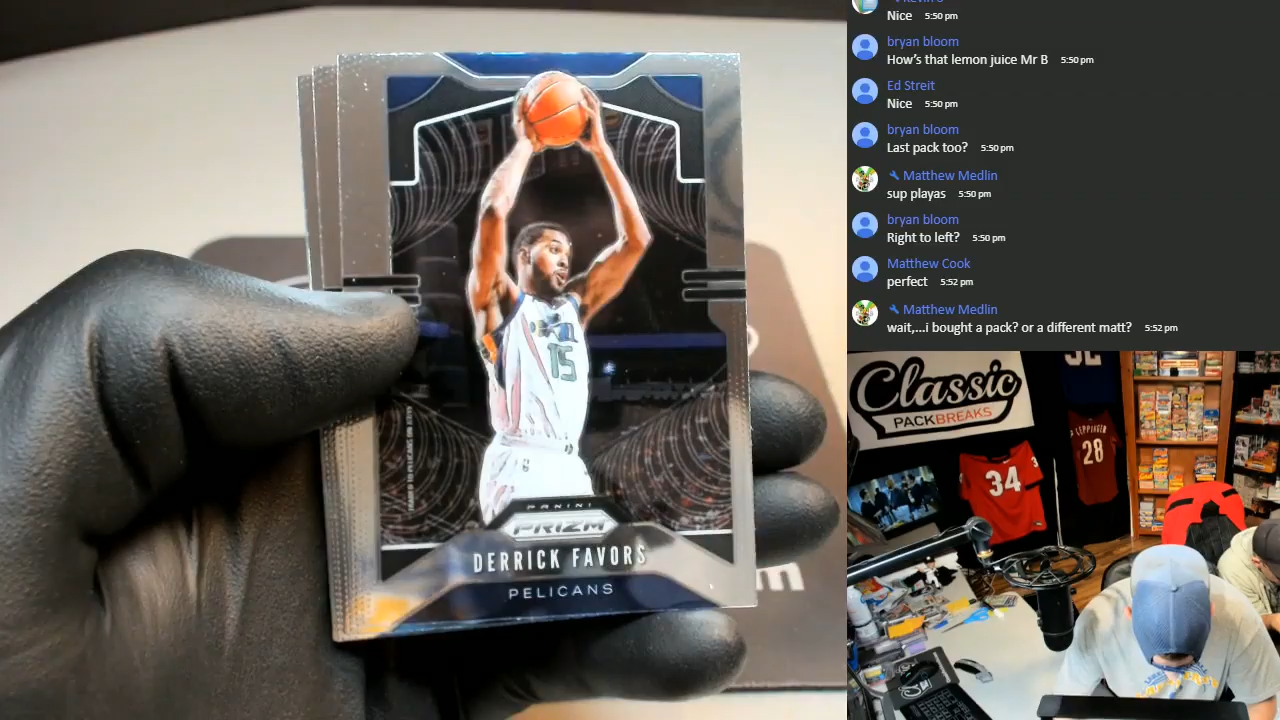 15
PANINI
PRIZM
DERRICK FAVORS
PELICANS
Nice 5:50 pm
bryan bloom
How's that lemon juice Mr B 5:50 pm
Ed Streit
Nice 5:50 pm
bryan bloom
Last pack too? 5:50 pm
Matthew Medlin
sup playas 5:50 pm
bryan bloom
Right to left? 5:50 pm
Matthew Cook
perfect 5:52 pm
Matthew Medlin
wait,...i bought a pack? or a different matt? 5:52 pm
Classic
PACKBREAKS
34
28